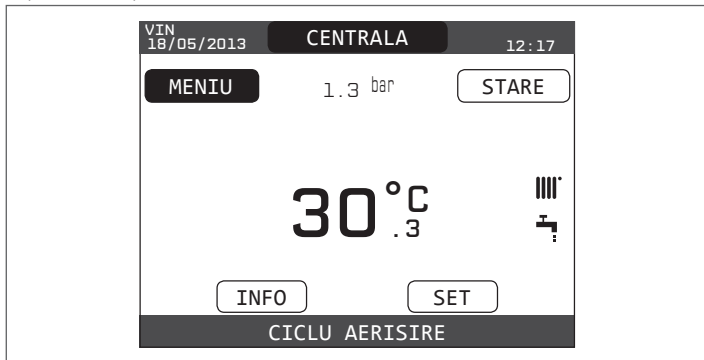 VIN
18/05/2013 CENTRALA 12:17
MENIU 1.3 bar STARE
30.3°C
INFO SET
CICLU AERISIRE